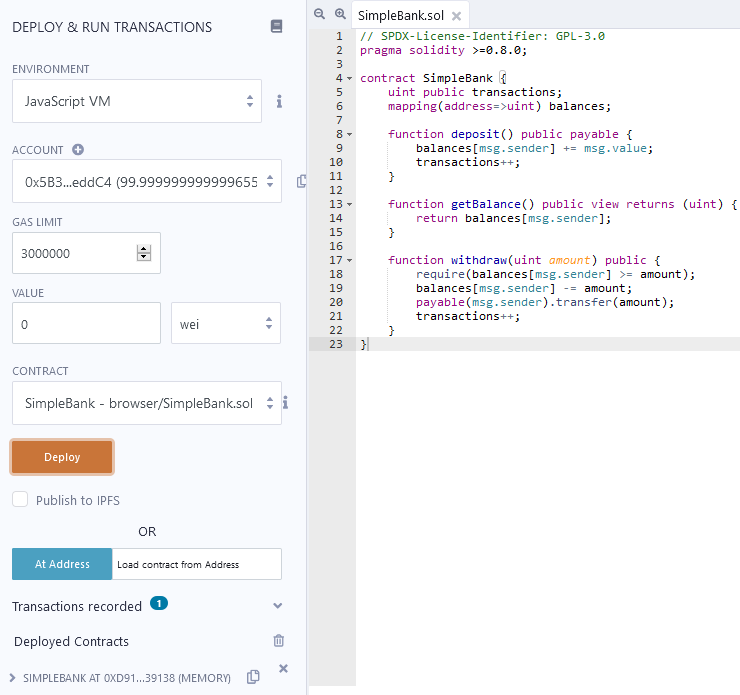 DEPLOY & RUN TRANSACTIONS
ENVIRONMENT
JavaScript VM
ACCOUNT
0x5B3...eddC4 (99.999999999999655
GAS LIMIT
3000000
VALUE
0
wei
CONTRACT
SimpleBank - browser/SimpleBank.sol
Deploy
Publish to IPFS
OR
At Address
Load contract from Address
Transactions recorded 1
Deployed Contracts
SIMPLEBANK AT 0XD91...39138 (MEMORY)
SimpleBank.sol
1 // SPDX-License-Identifier: GPL-3.0
2 pragma solidity >=0.8.0;
3
4 contract SimpleBank {
5     uint public transactions;
6     mapping(address=>uint) balances;
7
8     function deposit() public payable {
9         balances[msg.sender] += msg.value;
10         transactions++;
11     }
12
13     function getBalance() public view returns (uint) {
14         return balances[msg.sender];
15     }
16
17     function withdraw(uint amount) public {
18         require(balances[msg.sender] >= amount);
19         balances[msg.sender] -= amount;
20         payable(msg.sender).transfer(amount);
21         transactions++;
22     }
23 }